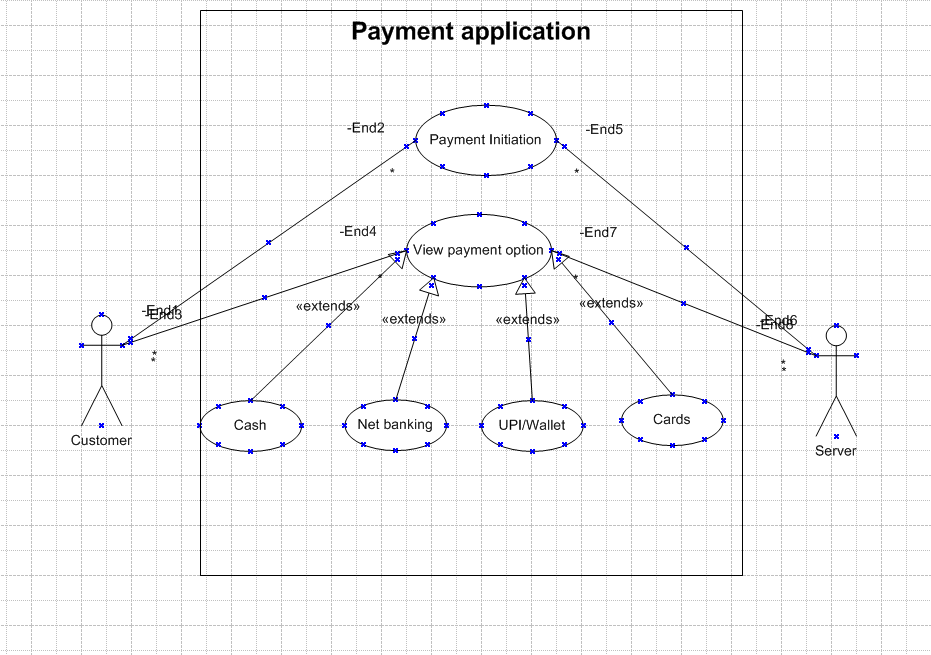 Payment application
-End2
-End5
Payment Initiation
*
*
-End4
-End7
View payment option
*
*
«extends»
«extends»
«extends»
«extends»
-End1
-End3
-End6
-End8
*
*
*
*
Customer
Server
Cash
Net banking
UPI/Wallet
Cards